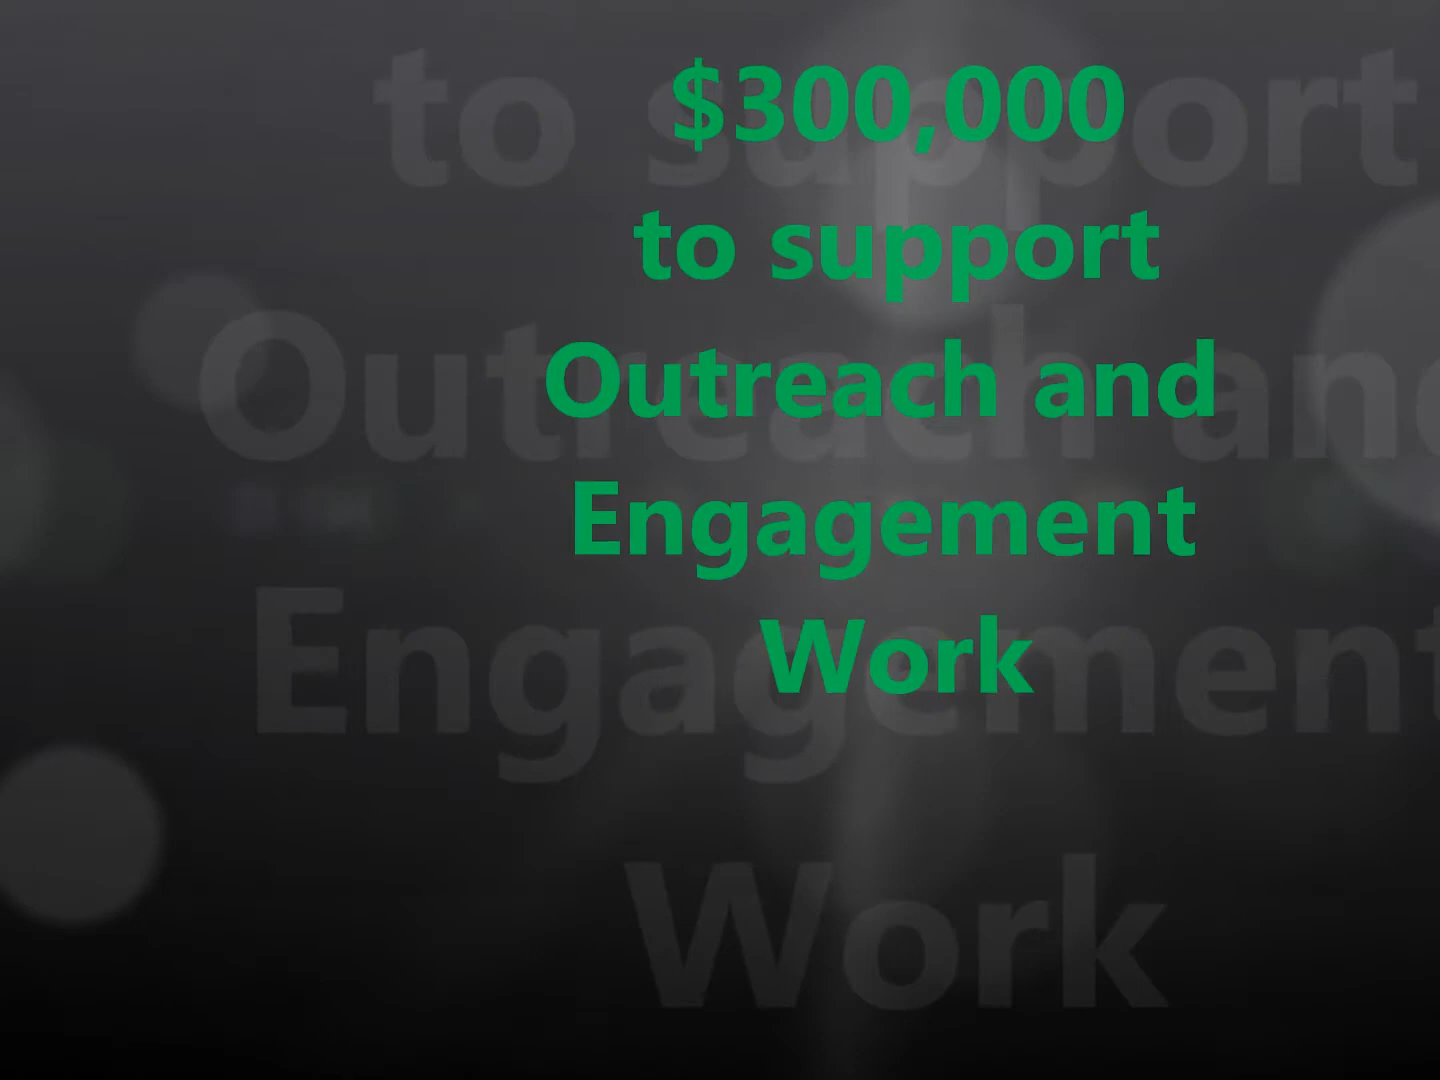 $300,000
to support
Outreach and
Engagement
Work